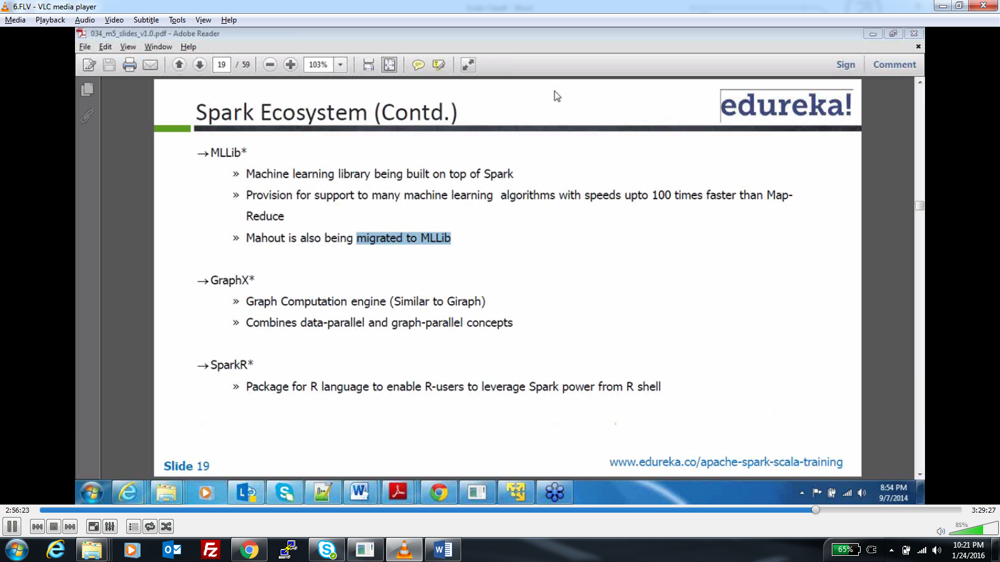 6.FLV - VLC media player
Media Playback Audio Video Subtitle Tools View Help
034_m5_slides_v1.0.pdf - Adobe Reader
File Edit View Window Help
19 / 59 103% Sign Comment
Spark Ecosystem (Contd.)
edureka!
→MLLib*
» Machine learning library being built on top of Spark
» Provision for support to many machine learning algorithms with speeds upto 100 times faster than Map-
Reduce
» Mahout is also being migrated to MLLib
→GraphX*
» Graph Computation engine (Similar to Giraph)
» Combines data-parallel and graph-parallel concepts
→SparkR*
» Package for R language to enable R-users to leverage Spark power from R shell
Slide 19
www.edureka.co/apache-spark-scala-training
8:54 PM
9/7/2014
2:56:23
3:29:27
85%
65%
10:21 PM
1/24/2016